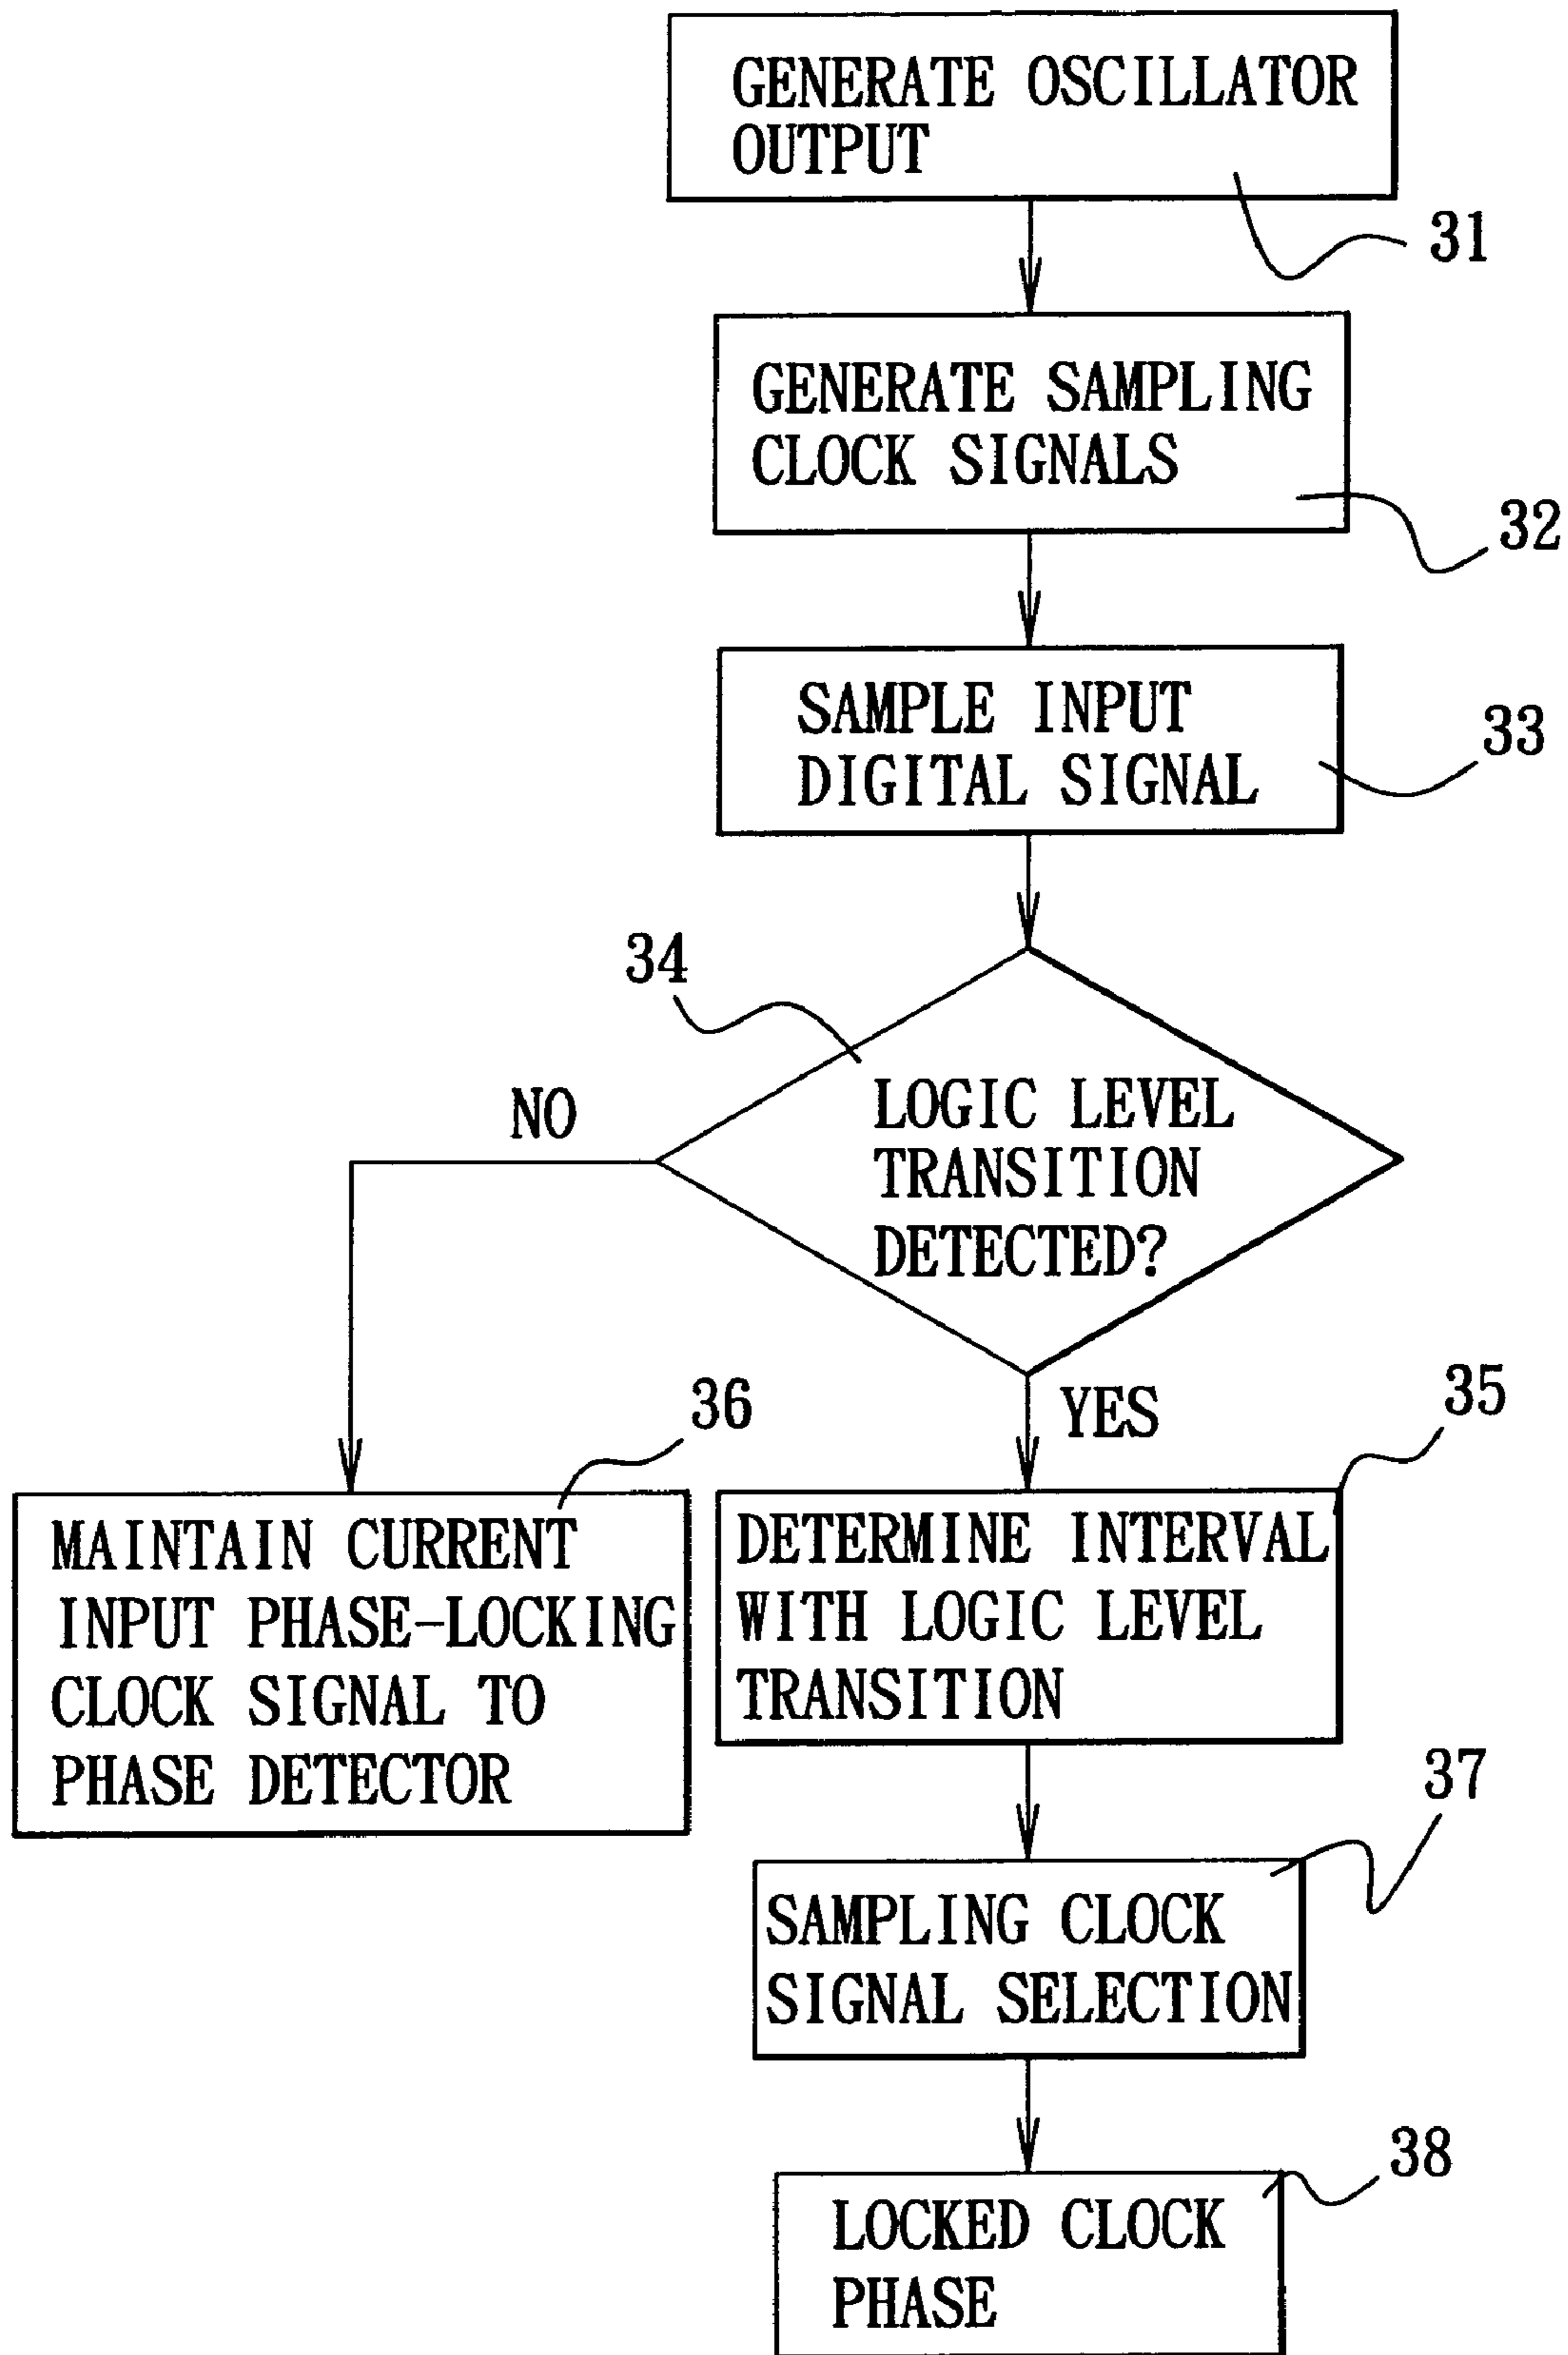 GENERATE OSCILLATOR
OUTPUT
31
GENERATE SAMPLING
CLOCK SIGNALS
32
SAMPLE INPUT
DIGITAL SIGNAL
33
34
LOGIC LEVEL
TRANSITION
DETECTED?
NO
YES
36
MAINTAIN CURRENT
INPUT PHASE-LOCKING
CLOCK SIGNAL TO
PHASE DETECTOR
35
DETERMINE INTERVAL
WITH LOGIC LEVEL
TRANSITION
37
SAMPLING CLOCK
SIGNAL SELECTION
38
LOCKED CLOCK
PHASE